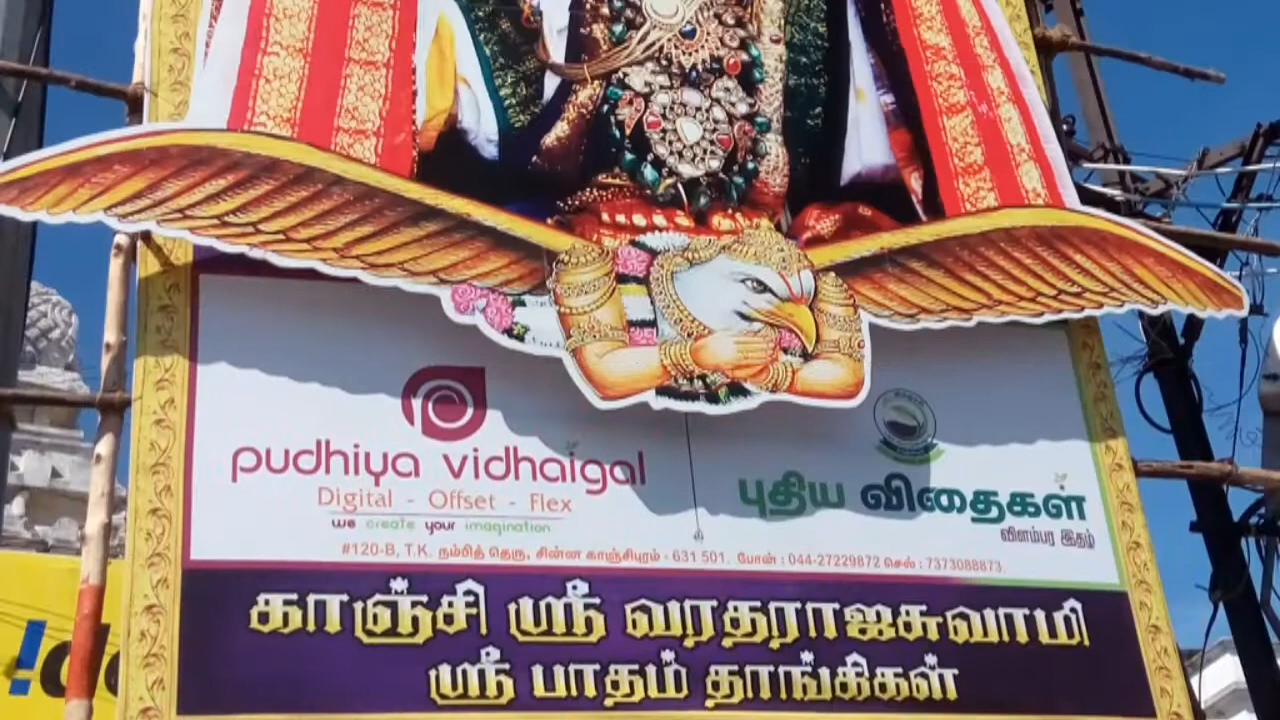 pudhiya vidhaigal
Digital - Offset - Flex
we create your imagination
புதிய விதைகள்
விளம்பர இதழ்
#120-B, T.K. நம்பித் தெரு, சின்ன காஞ்சிபுரம் - 631 501. போன் : 044-27229872 செல் : 7373088873.
காஞ்சி ஸ்ரீ வரதராஜசுவாமி
ஸ்ரீ பாதம் தாங்கிகள்